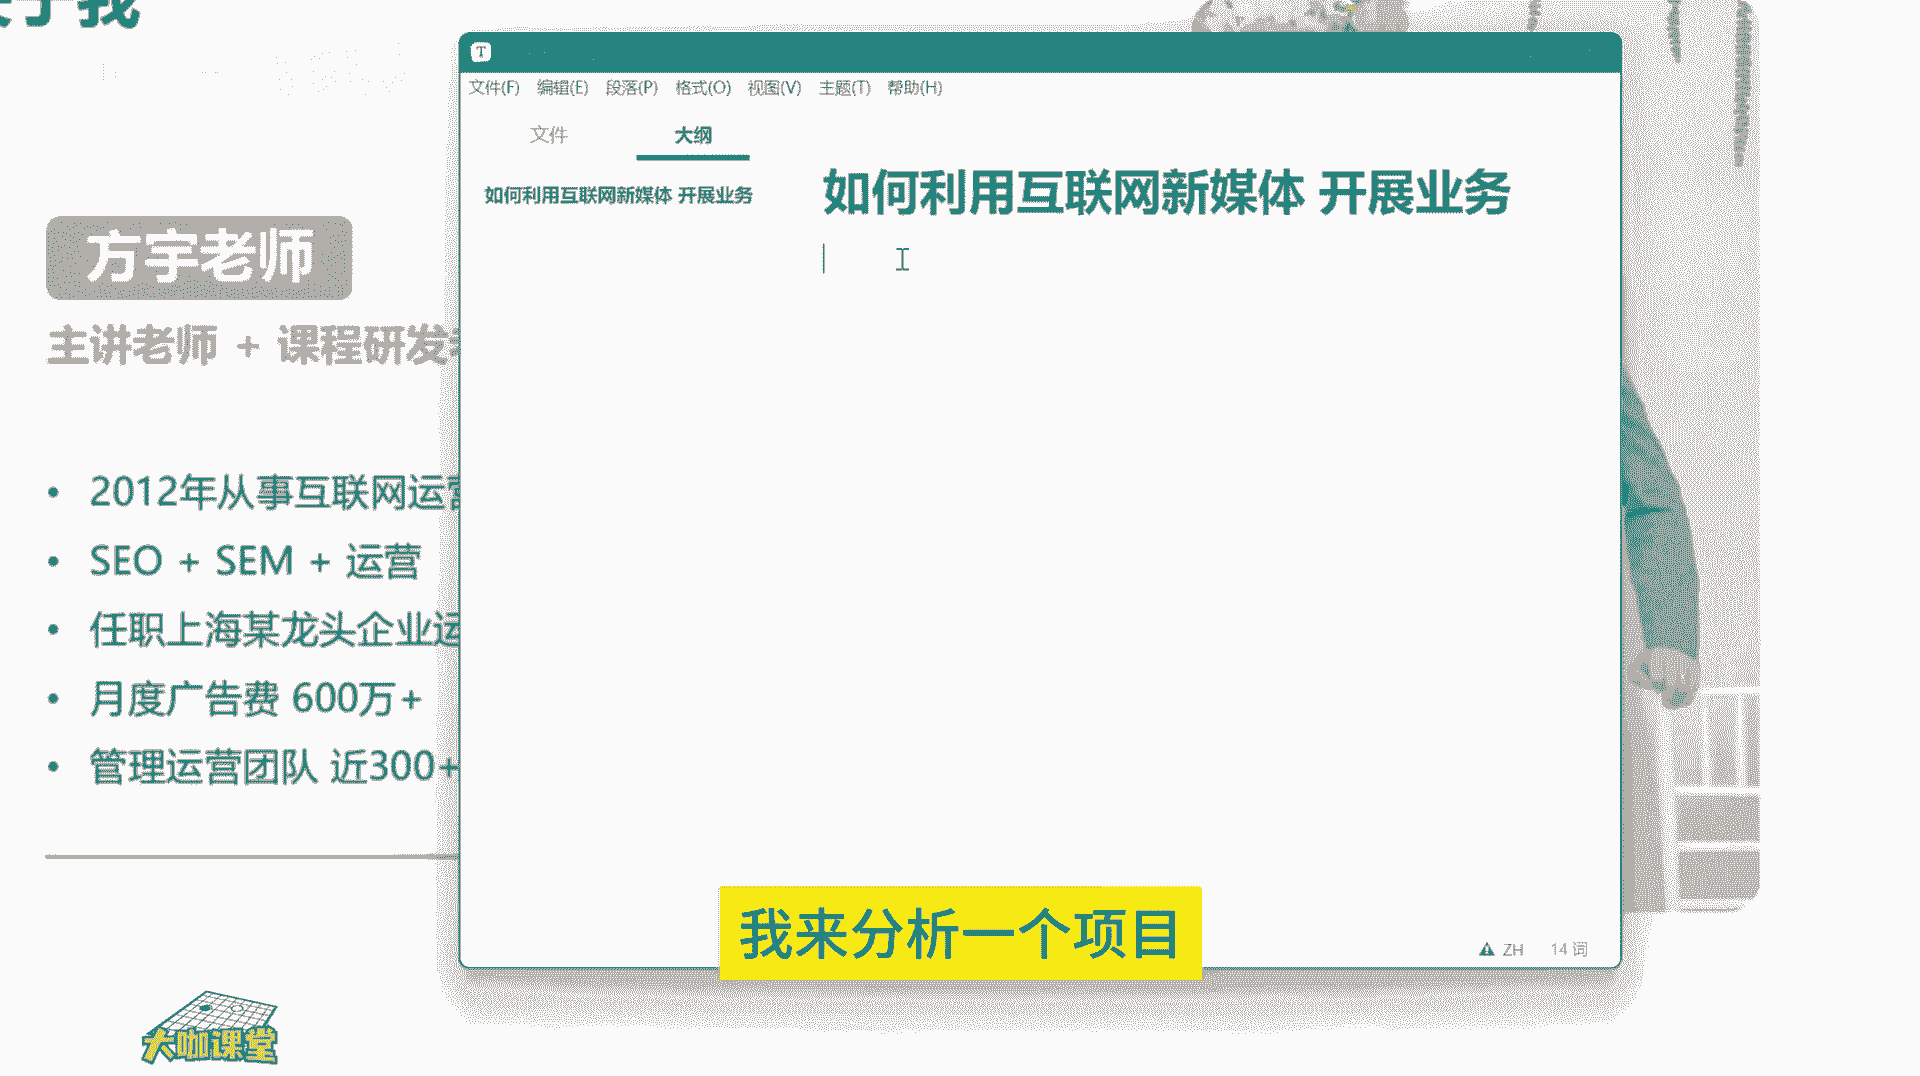 于我
方宇老师
主讲老师 + 课程研发
2012年从事互联网运营
SEO + SEM + 运营
任职上海某龙头企业运
月度广告费 600万+
管理运营团队 近300+
T
文件(F) 编辑(E) 段落(P) 格式(O) 视图(V) 主题(T) 帮助(H)
文件 大纲
如何利用互联网新媒体 开展业务
如何利用互联网新媒体 开展业务
ZH 14 词
我来分析一个项目
大咖课堂